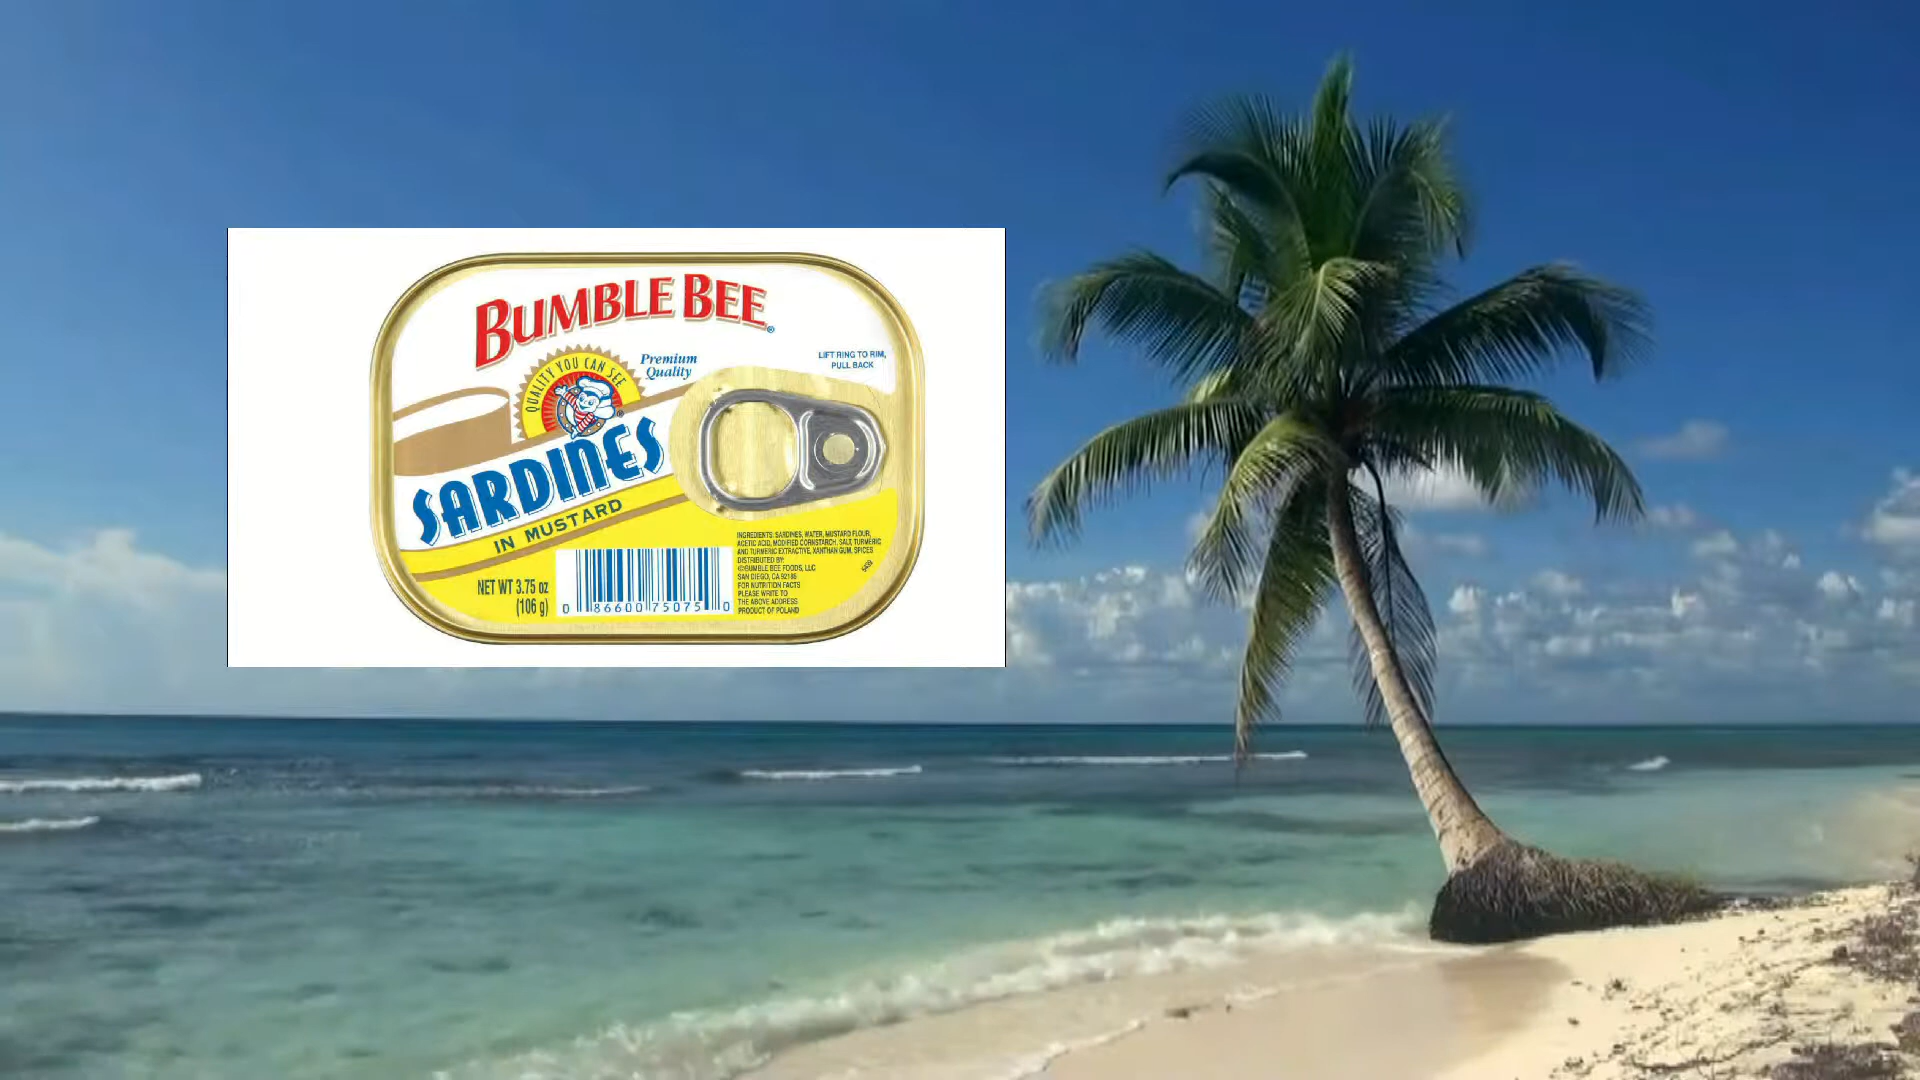 BUMBLE BEE®
QUALITY YOU CAN SEE
Premium
Quality
LIFT RING TO RIM,
PULL BACK
SARDINES
IN MUSTARD
NET WT 3.75 oz
(106 g)
0 86600 75075 0
INGREDIENTS: SARDINES, WATER, MUSTARD FLOUR,
ACETIC ACID, MODIFIED CORNSTARCH, SALT, TURMERIC
AND TURMERIC EXTRACTIVE, XANTHAN GUM, SPICES
DISTRIBUTED BY:
©BUMBLE BEE FOODS, LLC
SAN DIEGO, CA 92186
FOR NUTRITION FACTS
PLEASE WRITE TO
THE ABOVE ADDRESS
PRODUCT OF POLAND